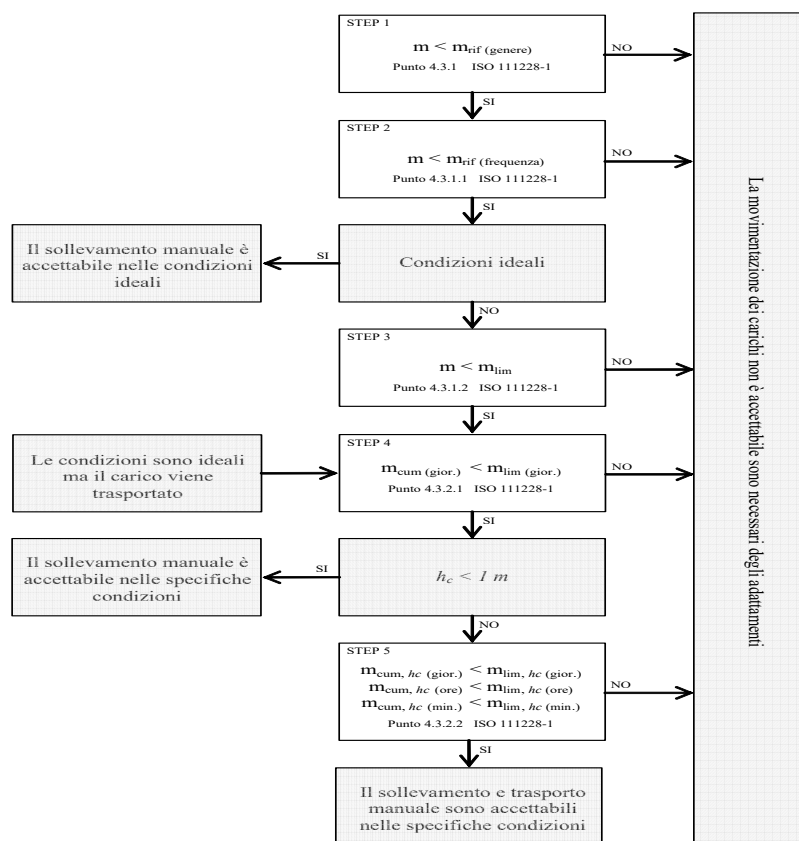 STEP 1
m < mrif (genere)
Punto 4.3.1 ISO 111228-1
NO
SI
STEP 2
m < mrif (frequenza)
Punto 4.3.1.1 ISO 111228-1
NO
SI
Il sollevamento manuale è
accettabile nelle condizioni
ideali
SI
Condizioni ideali
NO
STEP 3
m < mlim
Punto 4.3.1.2 ISO 111228-1
NO
SI
Le condizioni sono ideali
ma il carico viene
trasportato
STEP 4
mcum (gior.) < mlim (gior.)
Punto 4.3.2.1 ISO 111228-1
NO
SI
Il sollevamento manuale è
accettabile nelle specifiche
condizioni
SI
hc < 1 m
NO
STEP 5
mcum, hc (gior.) < mlim, hc (gior.)
mcum, hc (ore) < mlim, hc (ore)
mcum, hc (min.) < mlim, hc (min.)
Punto 4.3.2.2 ISO 111228-1
NO
SI
Il sollevamento e trasporto
manuale sono accettabili
nelle specifiche condizioni
La movimentazione dei carichi non è accettabile sono necessari degli adattamenti